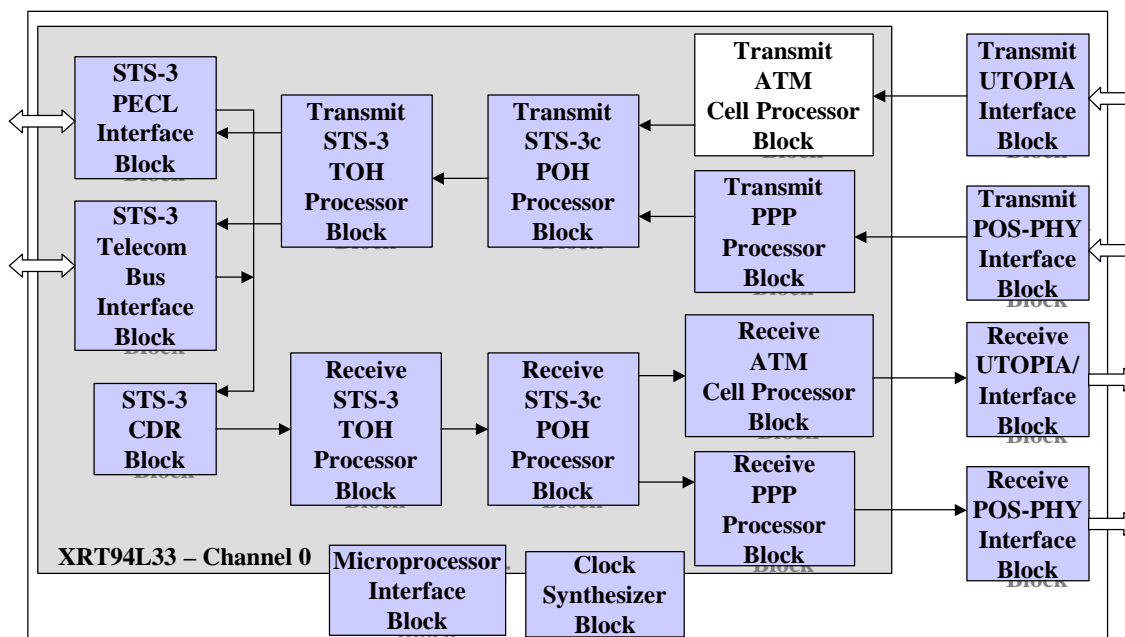 STS-3
PECL
Interface
Block
Transmit
STS-3
TOH
Processor
Block
Transmit
STS-3c
POH
Processor
Block
Transmit
ATM
Cell Processor
Block
Transmit
UTOPIA
Interface
Block
STS-3
Telecom
Bus
Interface
Block
Transmit
PPP
Processor
Block
Transmit
POS-PHY
Interface
Block
STS-3
CDR
Block
Receive
STS-3
TOH
Processor
Block
Receive
STS-3c
POH
Processor
Block
Receive
ATM
Cell Processor
Block
Receive
UTOPIA/
Interface
Block
Receive
PPP
Processor
Block
Receive
POS-PHY
Interface
Block
XRT94L33 – Channel 0
Microprocessor
Interface
Block
Clock
Synthesizer
Block